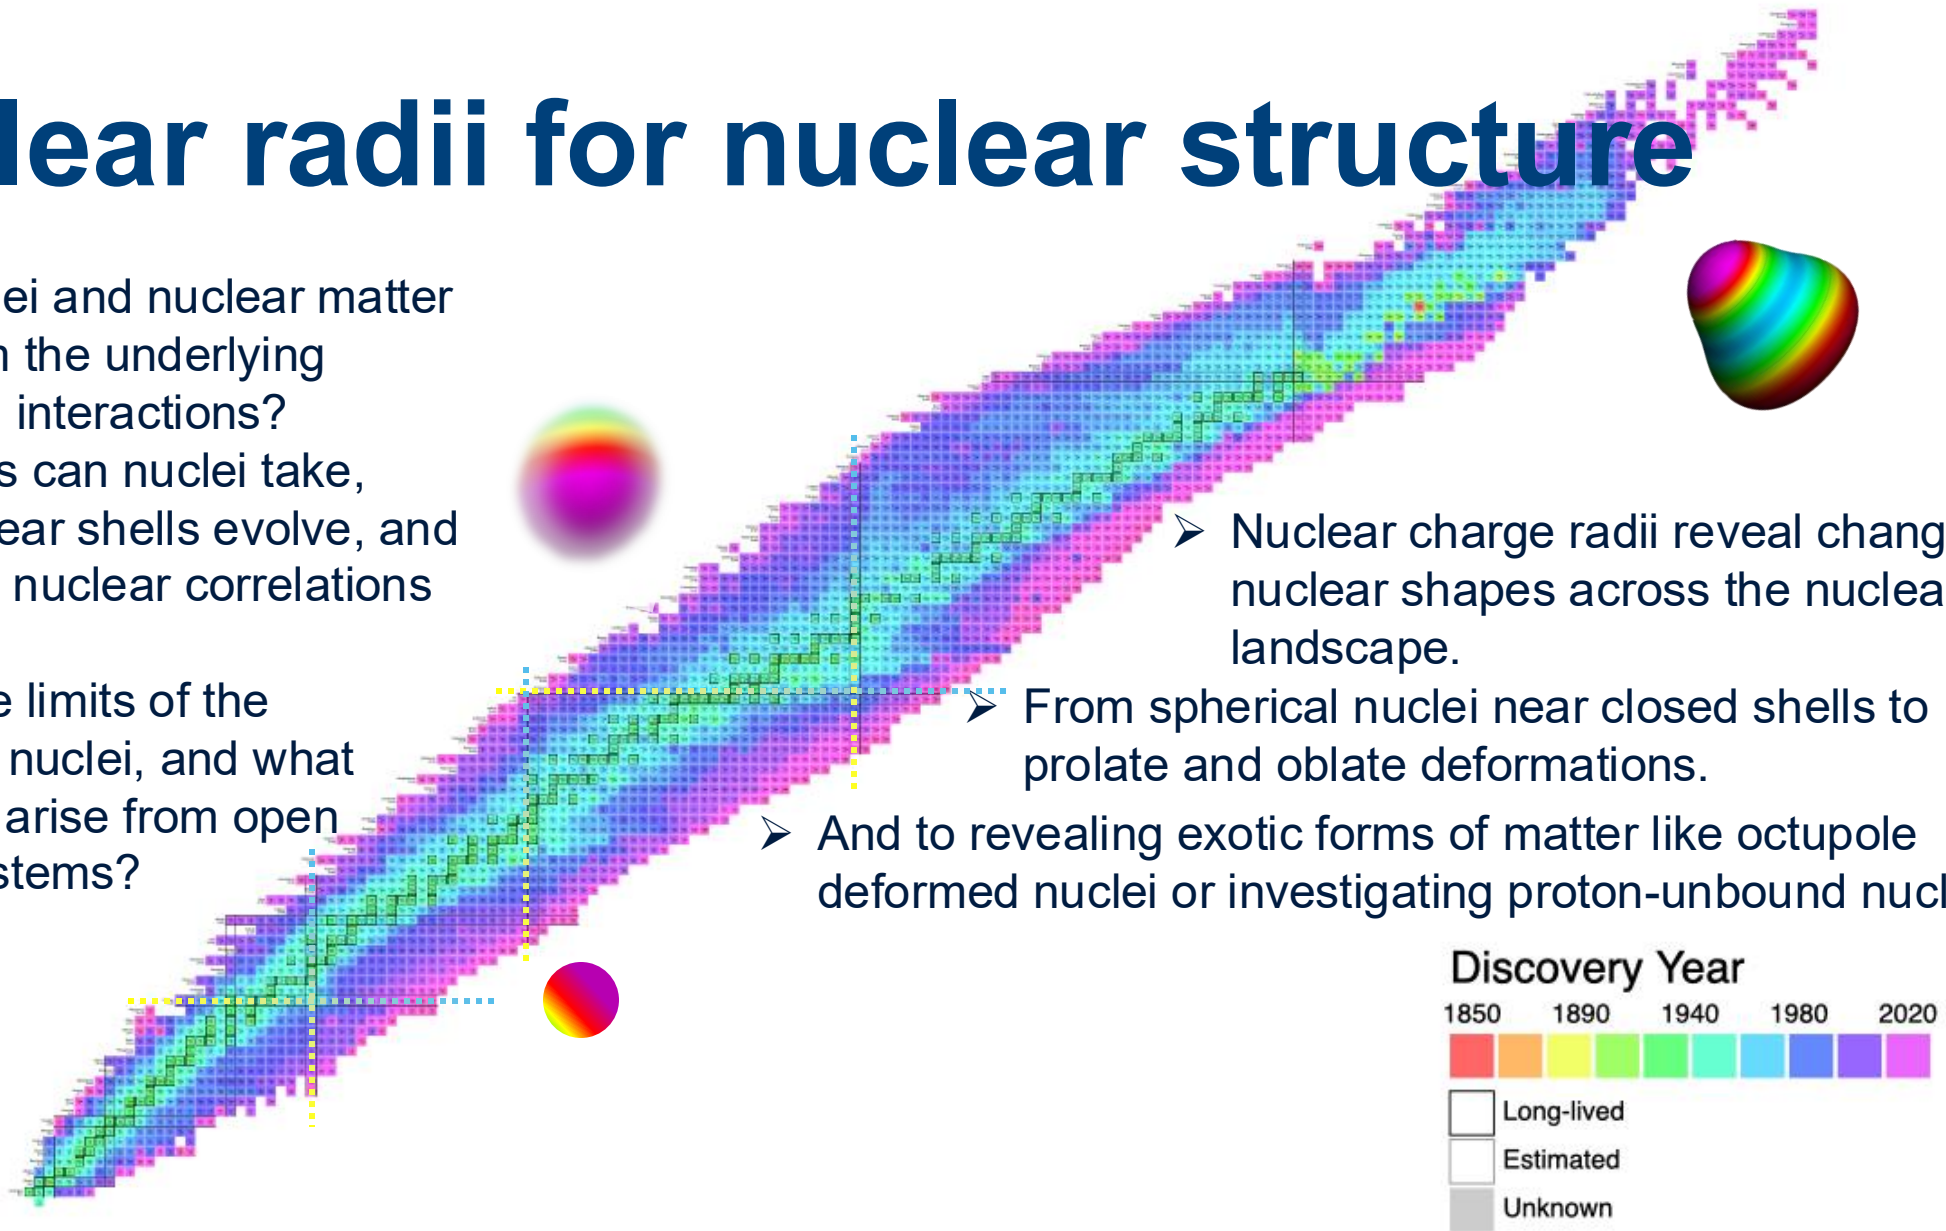 lear radii for nuclear structure
ei and nuclear matter
n the underlying
interactions?
s can nuclei take,
ear shells evolve, and
nuclear correlations
e limits of the
nuclei, and what
arise from open
stems?
➢ Nuclear charge radii reveal chang
nuclear shapes across the nuclea
landscape.
➢ From spherical nuclei near closed shells to
prolate and oblate deformations.
➢ And to revealing exotic forms of matter like octupole
deformed nuclei or investigating proton-unbound nucl
Discovery Year
1850 1890 1940 1980 2020
Long-lived
Estimated
Unknown